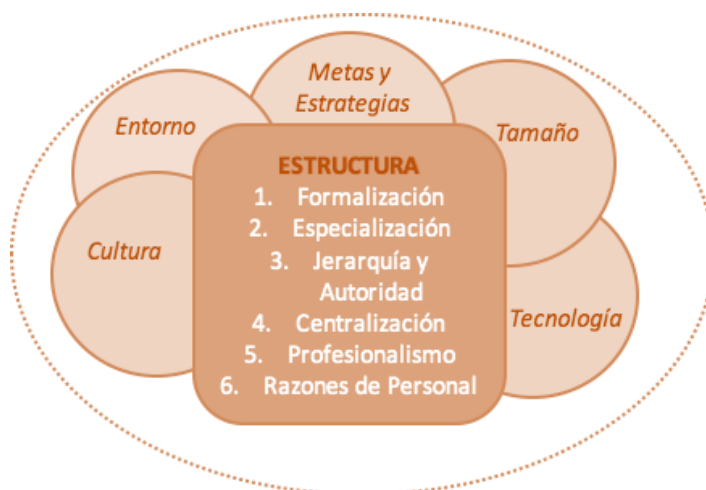 Metas y
Estrategias
Entorno
Tamaño
Cultura
Tecnología
ESTRUCTURA
1. Formalización
2. Especialización
3. Jerarquía y
Autoridad
4. Centralización
5. Profesionalismo
6. Razones de Personal